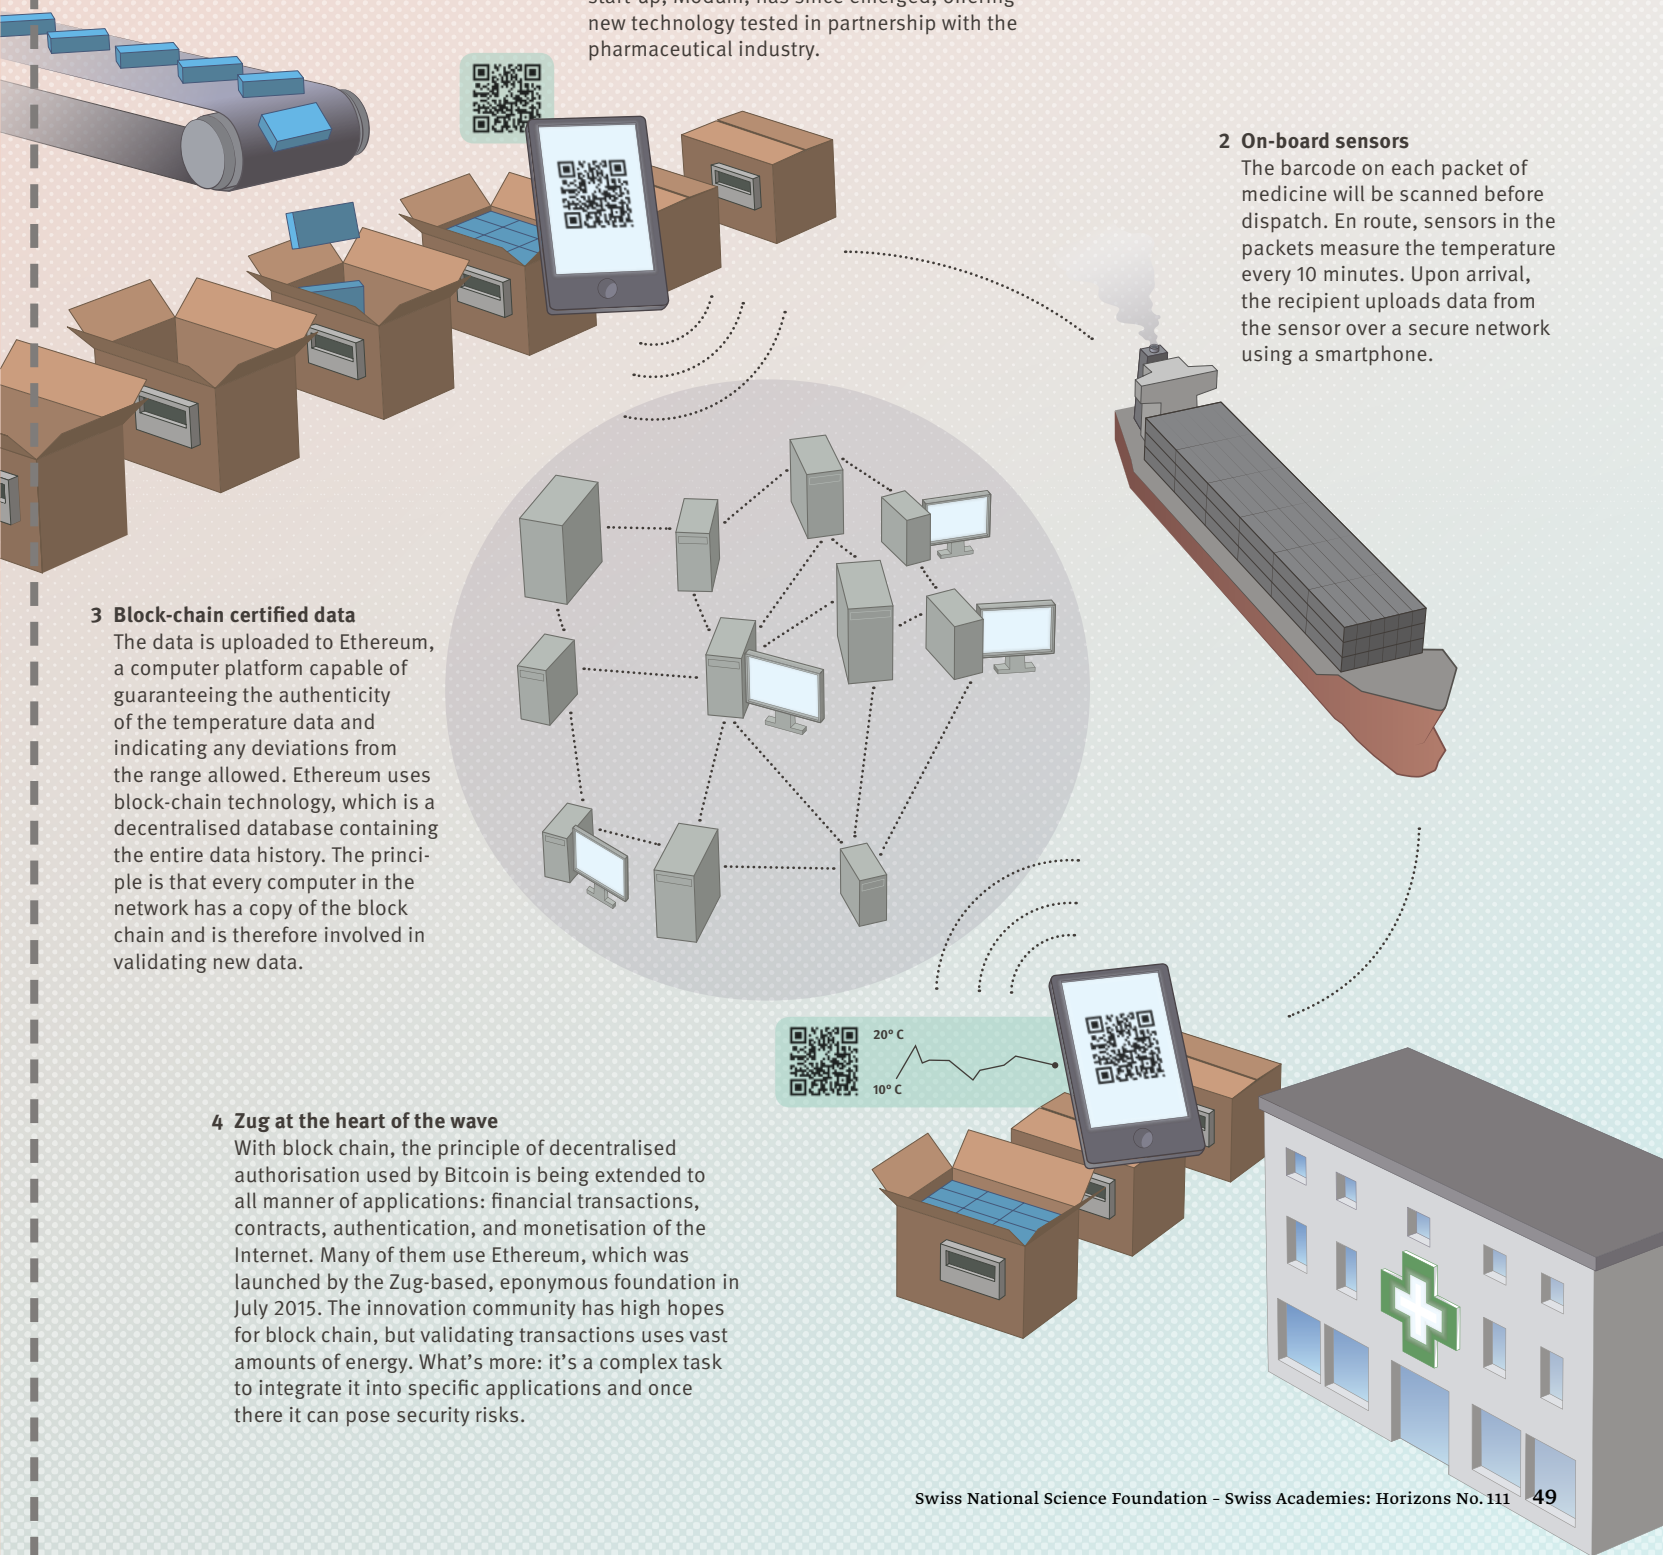 new technology tested in partnership with the
pharmaceutical industry.
2 On-board sensors
The barcode on each packet of
medicine will be scanned before
dispatch. En route, sensors in the
packets measure the temperature
every 10 minutes. Upon arrival,
the recipient uploads data from
the sensor over a secure network
using a smartphone.
3 Block-chain certified data
The data is uploaded to Ethereum,
a computer platform capable of
guaranteeing the authenticity
of the temperature data and
indicating any deviations from
the range allowed. Ethereum uses
block-chain technology, which is a
decentralised database containing
the entire data history. The princi-
ple is that every computer in the
network has a copy of the block
chain and is therefore involved in
validating new data.
20° C
10° C
4 Zug at the heart of the wave
With block chain, the principle of decentralised
authorisation used by Bitcoin is being extended to
all manner of applications: financial transactions,
contracts, authentication, and monetisation of the
Internet. Many of them use Ethereum, which was
launched by the Zug-based, eponymous foundation in
July 2015. The innovation community has high hopes
for block chain, but validating transactions uses vast
amounts of energy. What's more: it's a complex task
to integrate it into specific applications and once
there it can pose security risks.
Swiss National Science Foundation – Swiss Academies: Horizons No. 111 49